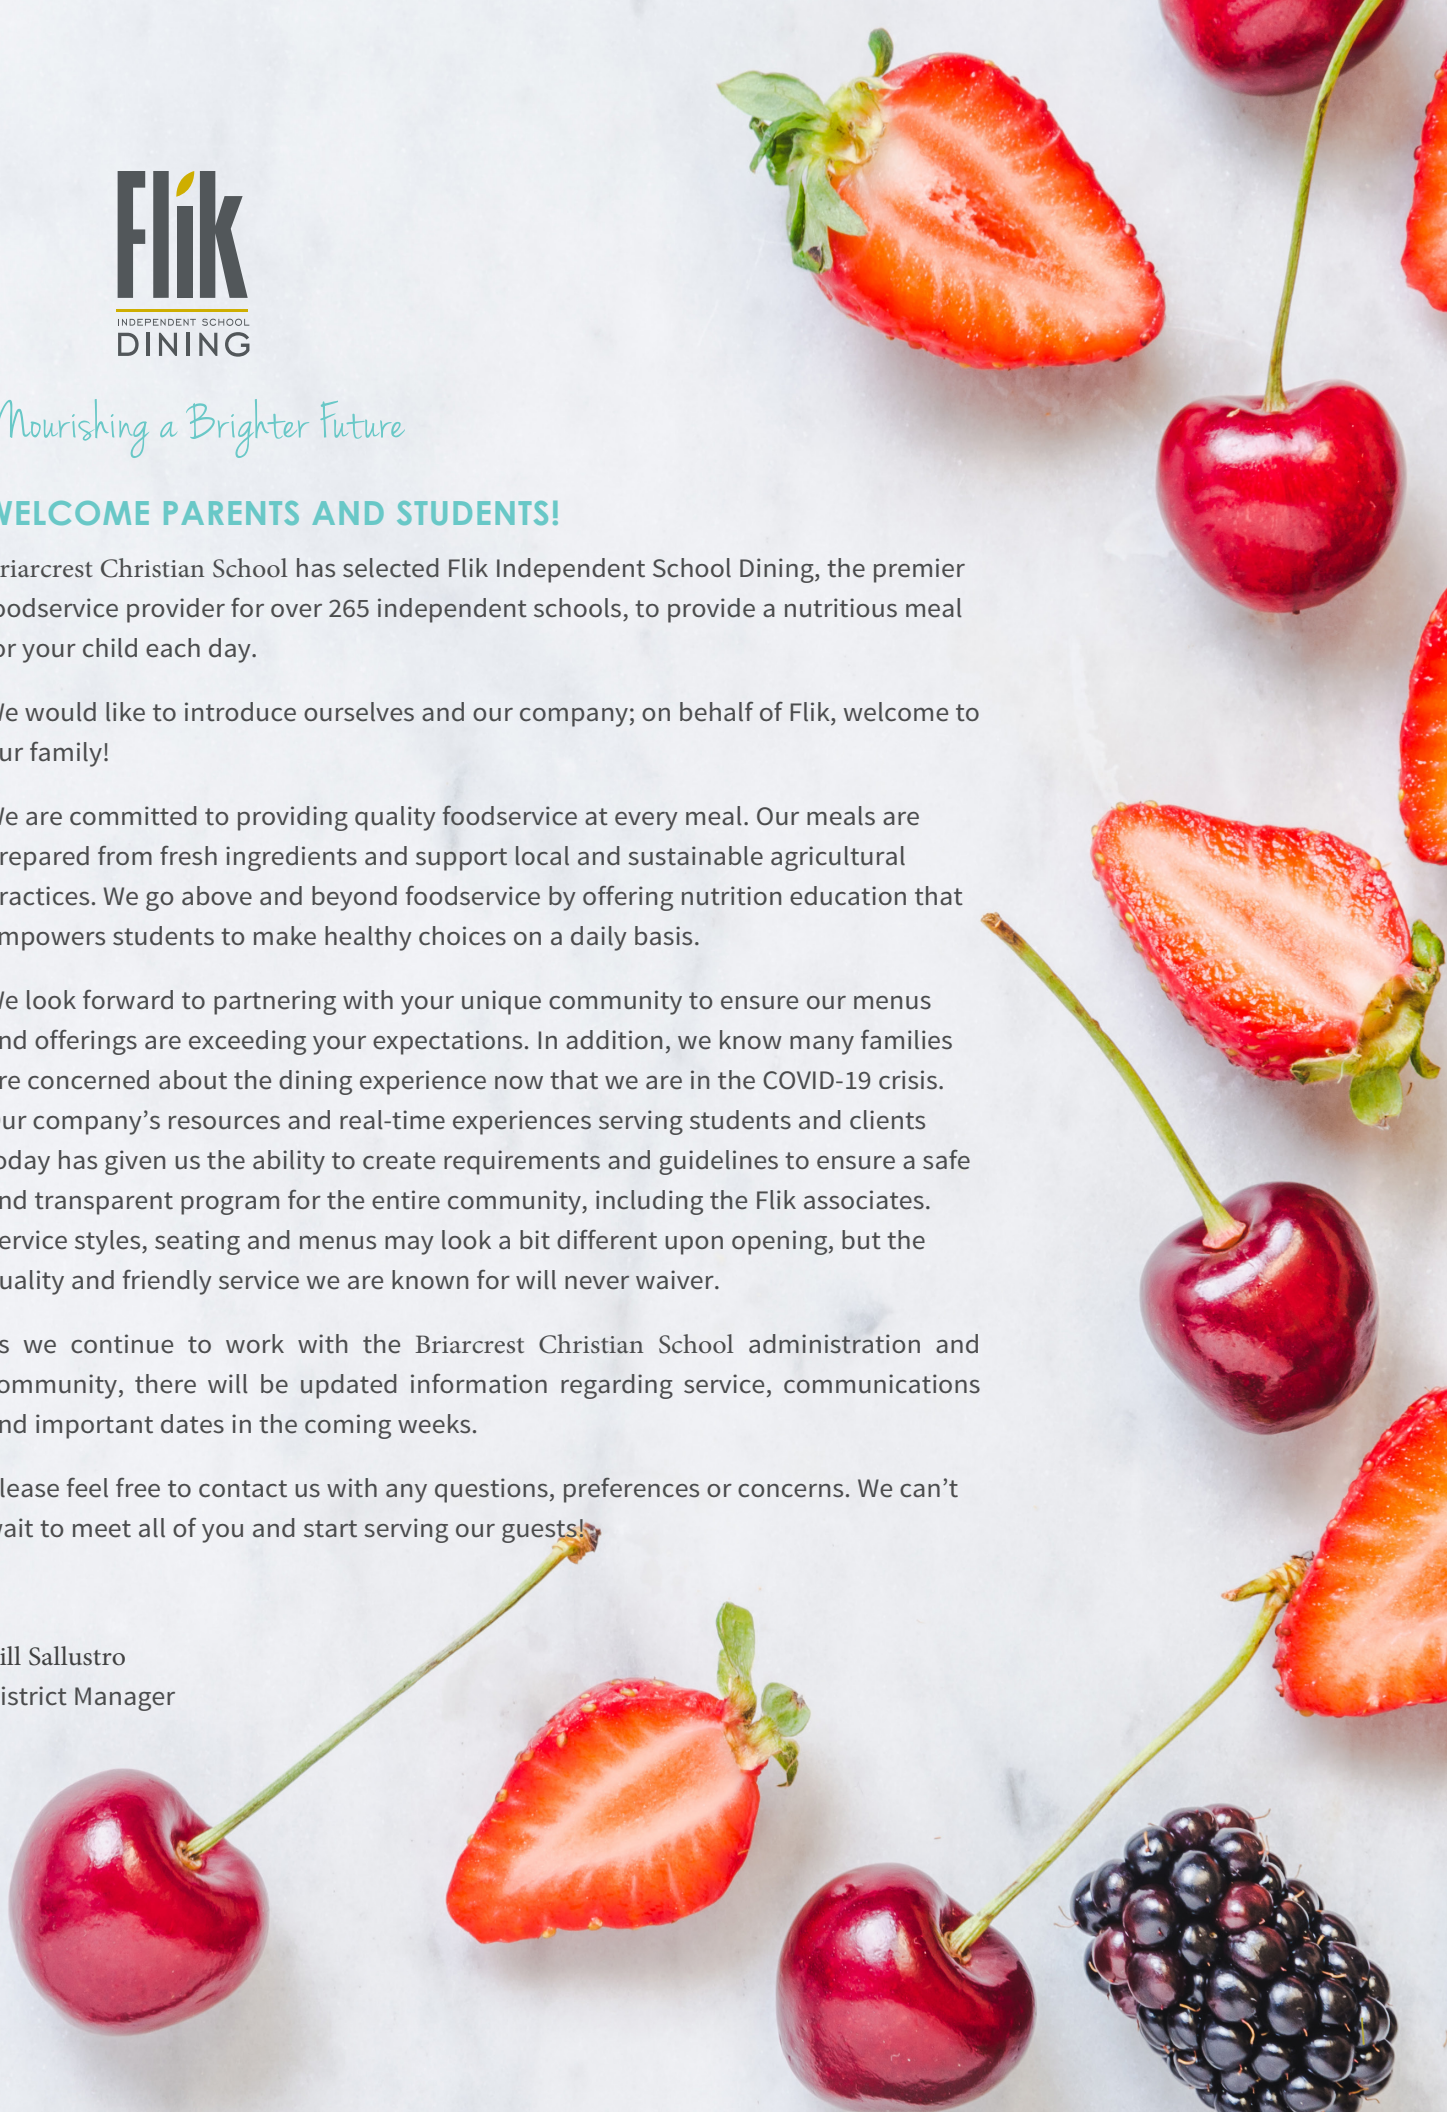 Flik
INDEPENDENT SCHOOL
DINING
Nourishing a Brighter Future
WELCOME PARENTS AND STUDENTS!
riarcrest Christian School has selected Flik Independent School Dining, the premier
oodservice provider for over 265 independent schools, to provide a nutritious meal
or your child each day.
We would like to introduce ourselves and our company; on behalf of Flik, welcome to
ur family!
We are committed to providing quality foodservice at every meal. Our meals are
repared from fresh ingredients and support local and sustainable agricultural
ractices. We go above and beyond foodservice by offering nutrition education that
mpowers students to make healthy choices on a daily basis.
We look forward to partnering with your unique community to ensure our menus
nd offerings are exceeding your expectations. In addition, we know many families
re concerned about the dining experience now that we are in the COVID-19 crisis.
ur company’s resources and real-time experiences serving students and clients
oday has given us the ability to create requirements and guidelines to ensure a safe
nd transparent program for the entire community, including the Flik associates.
ervice styles, seating and menus may look a bit different upon opening, but the
uality and friendly service we are known for will never waiver.
s we continue to work with the Briarcrest Christian School administration and
ommunity, there will be updated information regarding service, communications
nd important dates in the coming weeks.
lease feel free to contact us with any questions, preferences or concerns. We can’t
wait to meet all of you and start serving our guests!
ill Sallustro
istrict Manager